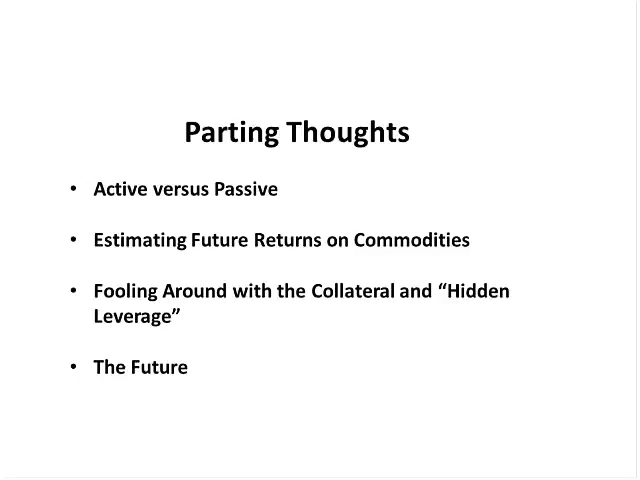 Parting Thoughts
• Active versus Passive
• Estimating Future Returns on Commodities
• Fooling Around with the Collateral and “Hidden
Leverage”
• The Future